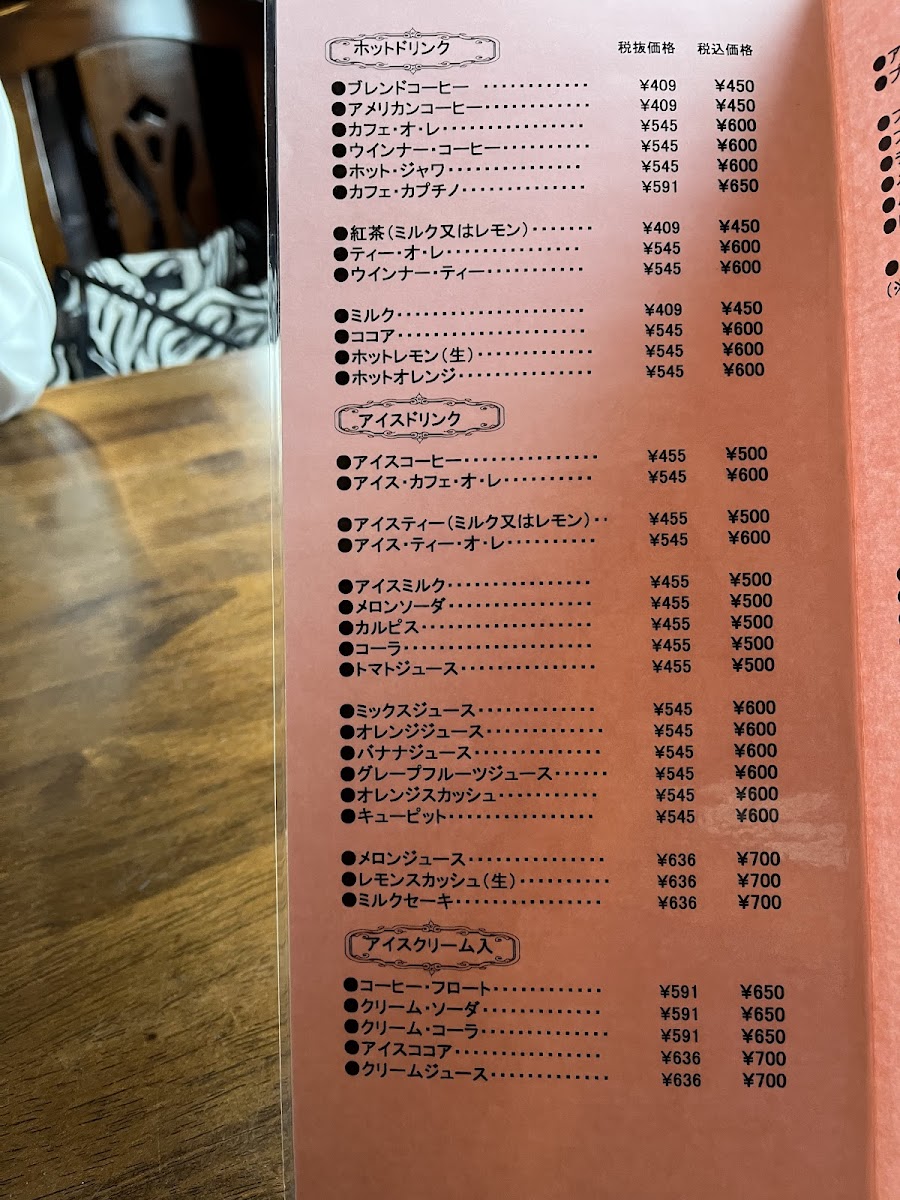 ホットドリンク 税抜価格 税込価格
●ブレンドコーヒー ‥‥‥‥‥‥ ¥409 ¥450
●アメリカンコーヒー‥‥‥‥‥‥ ¥409 ¥450
●カフェ・オ・レ‥‥‥‥‥‥‥‥ ¥545 ¥600
●ウインナー・コーヒー‥‥‥‥‥ ¥545 ¥600
●ホット・ジャワ‥‥‥‥‥‥‥‥ ¥545 ¥600
●カフェ・カプチノ‥‥‥‥‥‥‥ ¥591 ¥650
●紅茶(ミルク又はレモン)‥‥‥‥ ¥409 ¥450
●ティー・オ・レ‥‥‥‥‥‥‥‥ ¥545 ¥600
●ウインナー・ティー‥‥‥‥‥‥ ¥545 ¥600
●ミルク‥‥‥‥‥‥‥‥‥‥‥ ¥409 ¥450
●ココア‥‥‥‥‥‥‥‥‥‥‥ ¥545 ¥600
●ホットレモン(生)‥‥‥‥‥‥‥ ¥545 ¥600
●ホットオレンジ‥‥‥‥‥‥‥‥ ¥545 ¥600
アイスドリンク
●アイスコーヒー‥‥‥‥‥‥‥‥ ¥455 ¥500
●アイス・カフェ・オ・レ‥‥‥‥‥ ¥545 ¥600
●アイスティー(ミルク又はレモン)‥ ¥455 ¥500
●アイス・ティー・オ・レ‥‥‥‥‥ ¥545 ¥600
●アイスミルク‥‥‥‥‥‥‥‥‥ ¥455 ¥500
●メロンソーダ‥‥‥‥‥‥‥‥‥ ¥455 ¥500
●カルピス‥‥‥‥‥‥‥‥‥‥ ¥455 ¥500
●コーラ‥‥‥‥‥‥‥‥‥‥‥ ¥455 ¥500
●トマトジュース‥‥‥‥‥‥‥‥ ¥455 ¥500
●ミックスジュース‥‥‥‥‥‥‥ ¥545 ¥600
●オレンジジュース‥‥‥‥‥‥‥ ¥545 ¥600
●バナナジュース‥‥‥‥‥‥‥‥ ¥545 ¥600
●グレープフルーツジュース‥‥‥ ¥545 ¥600
●オレンジスカッシュ‥‥‥‥‥‥ ¥545 ¥600
●キューピット‥‥‥‥‥‥‥‥‥ ¥545 ¥600
●メロンジュース‥‥‥‥‥‥‥‥ ¥636 ¥700
●レモンスカッシュ(生)‥‥‥‥‥ ¥636 ¥700
●ミルクセーキ‥‥‥‥‥‥‥‥‥ ¥636 ¥700
アイスクリーム入
●コーヒー・フロート‥‥‥‥‥‥ ¥591 ¥650
●クリーム・ソーダ‥‥‥‥‥‥‥ ¥591 ¥650
●クリーム・コーラ‥‥‥‥‥‥‥ ¥591 ¥650
●アイスココア‥‥‥‥‥‥‥‥‥ ¥636 ¥700
●クリームジュース‥‥‥‥‥‥‥ ¥636 ¥700